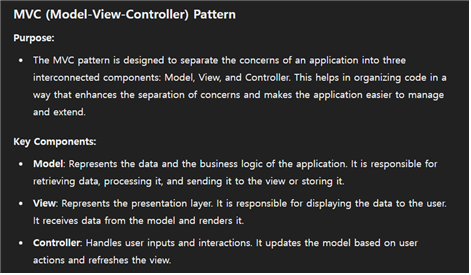 MVC (Model-View-Controller) Pattern
Purpose:
• The MVC pattern is designed to separate the concerns of an application into three
interconnected components: Model, View, and Controller. This helps in organizing code in a
way that enhances the separation of concerns and makes the application easier to manage
and extend.
Key Components:
• Model: Represents the data and the business logic of the application. It is responsible for
retrieving data, processing it, and sending it to the view or storing it.
• View: Represents the presentation layer. It is responsible for displaying the data to the user.
It receives data from the model and renders it.
• Controller: Handles user inputs and interactions. It updates the model based on user
actions and refreshes the view.